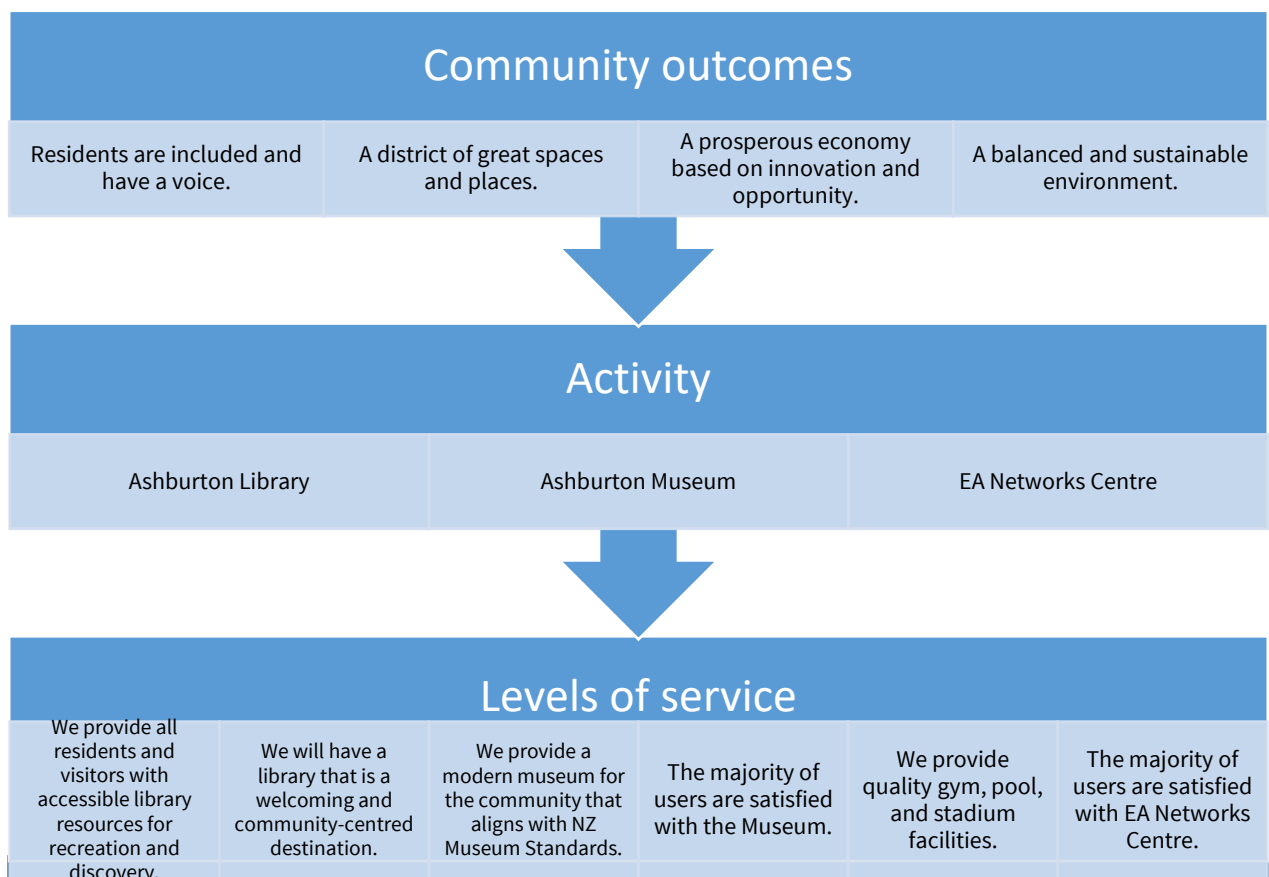 Community outcomes
Residents are included and
have a voice.
A district of great spaces
and places.
A prosperous economy
based on innovation and
opportunity.
A balanced and sustainable
environment.
Activity
Ashburton Library
Ashburton Museum
EA Networks Centre
Levels of service
We provide all
residents and
visitors with
accessible library
resources for
recreation and
discovery.
We will have a
library that is a
welcoming and
community-centred
destination.
We provide a
modern museum for
the community that
aligns with NZ
Museum Standards.
The majority of
users are satisfied
with the Museum.
We provide
quality gym, pool,
and stadium
facilities.
The majority of
users are satisfied
with EA Networks
Centre.